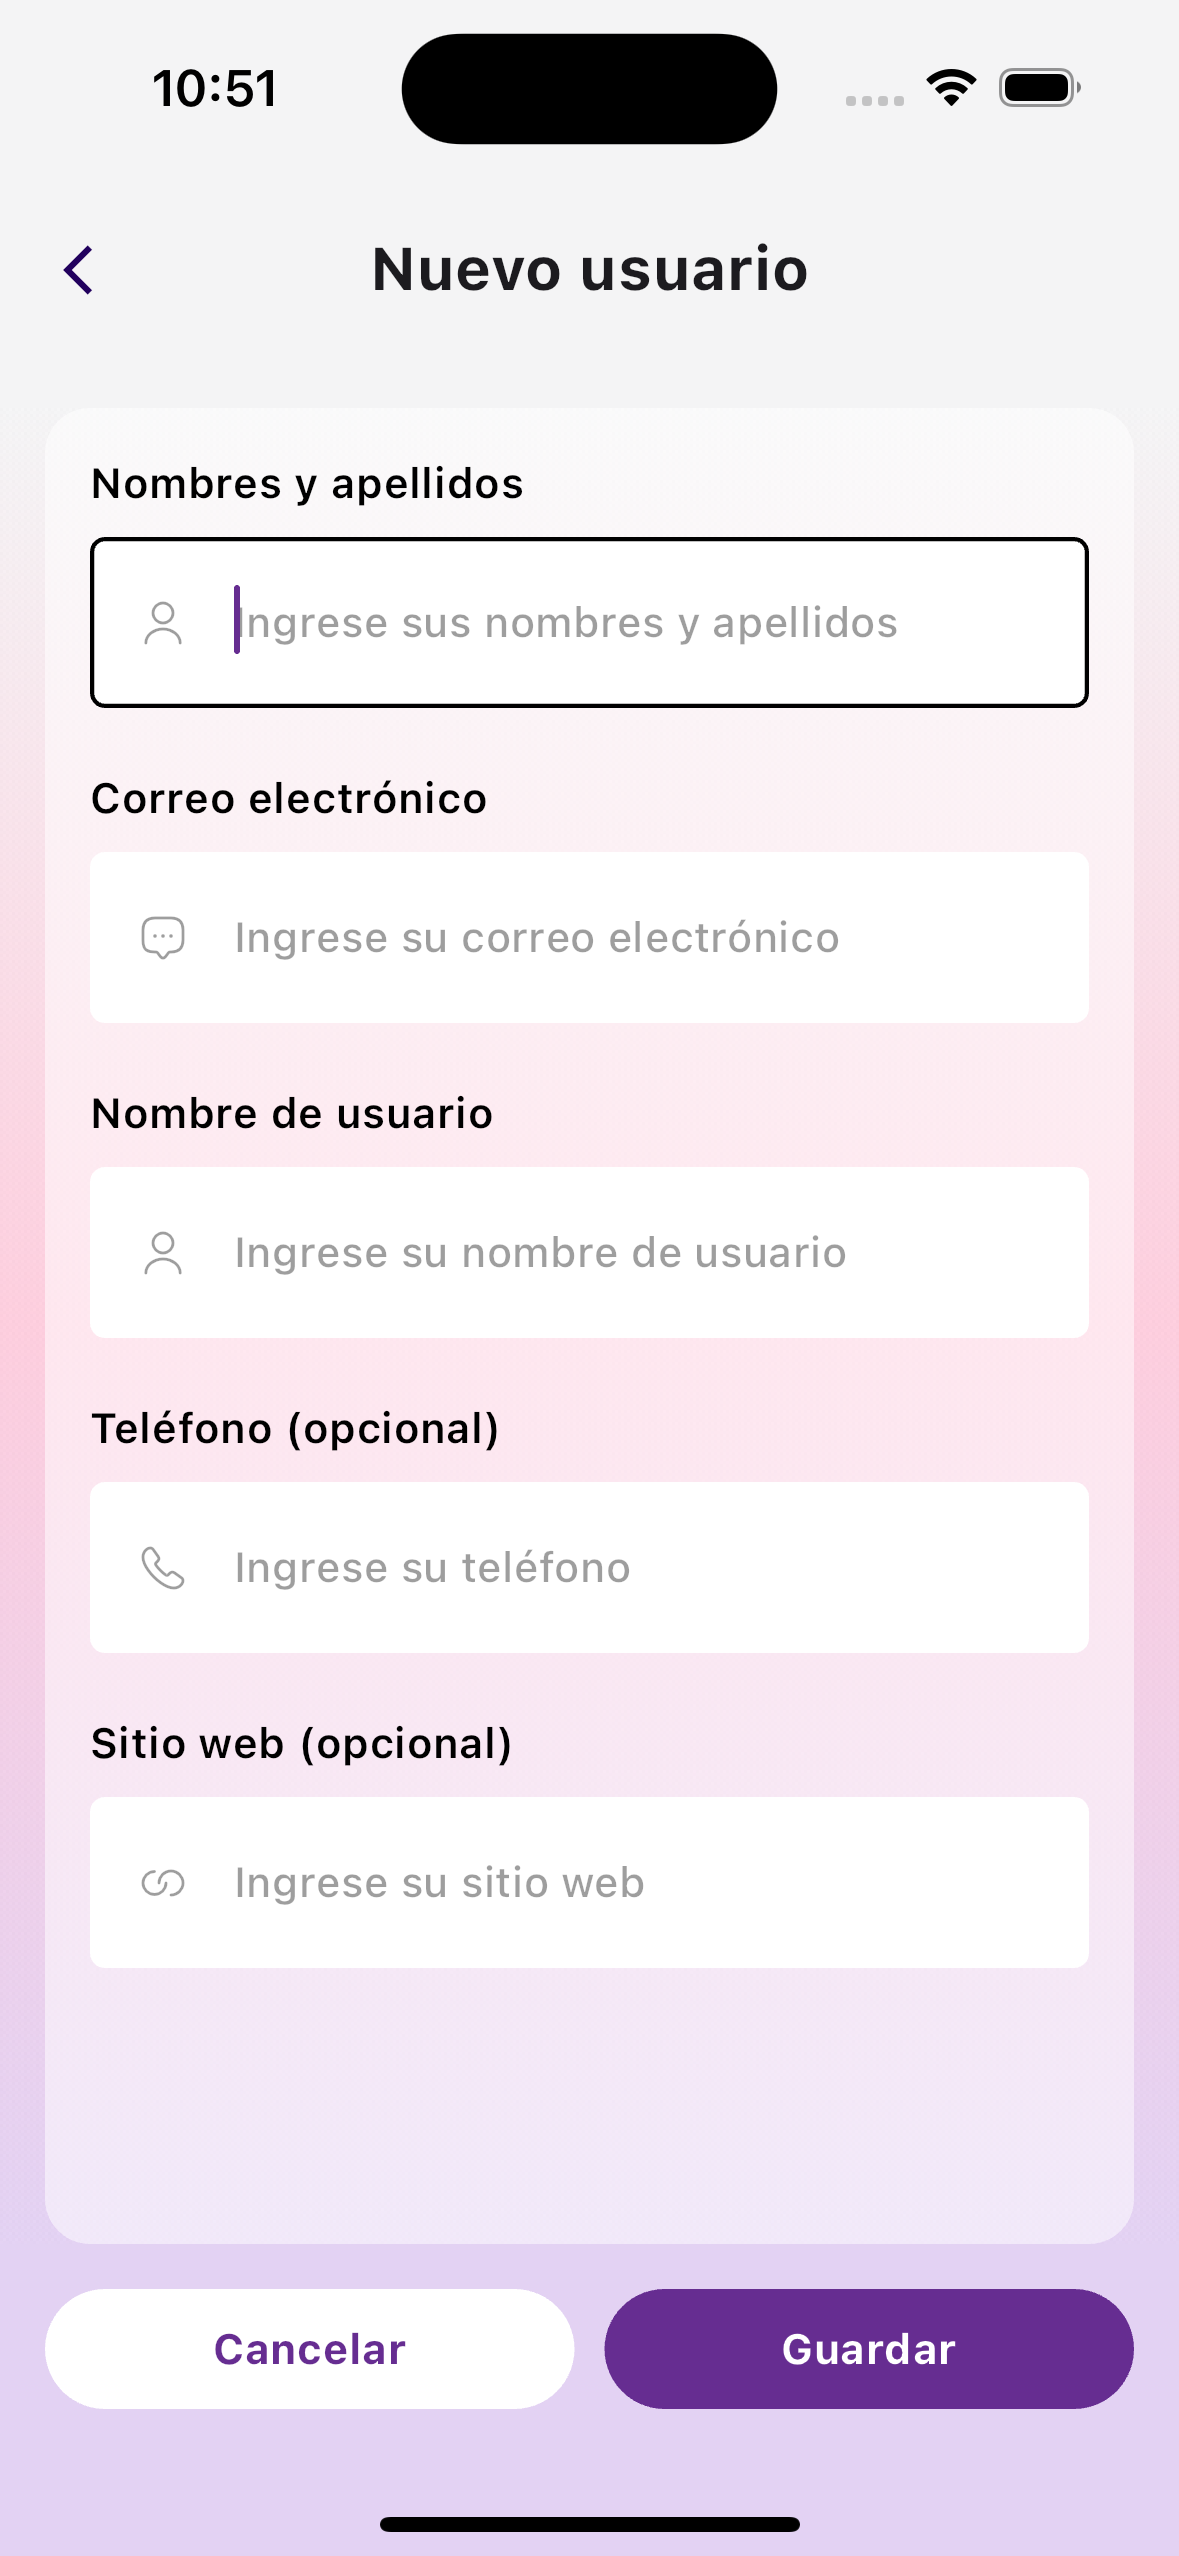 10:51
Nuevo usuario
Nombres y apellidos
Ingrese sus nombres y apellidos
Correo electrónico
Ingrese su correo electrónico
Nombre de usuario
Ingrese su nombre de usuario
Teléfono (opcional)
Ingrese su teléfono
Sitio web (opcional)
Ingrese su sitio web
Cancelar
Guardar